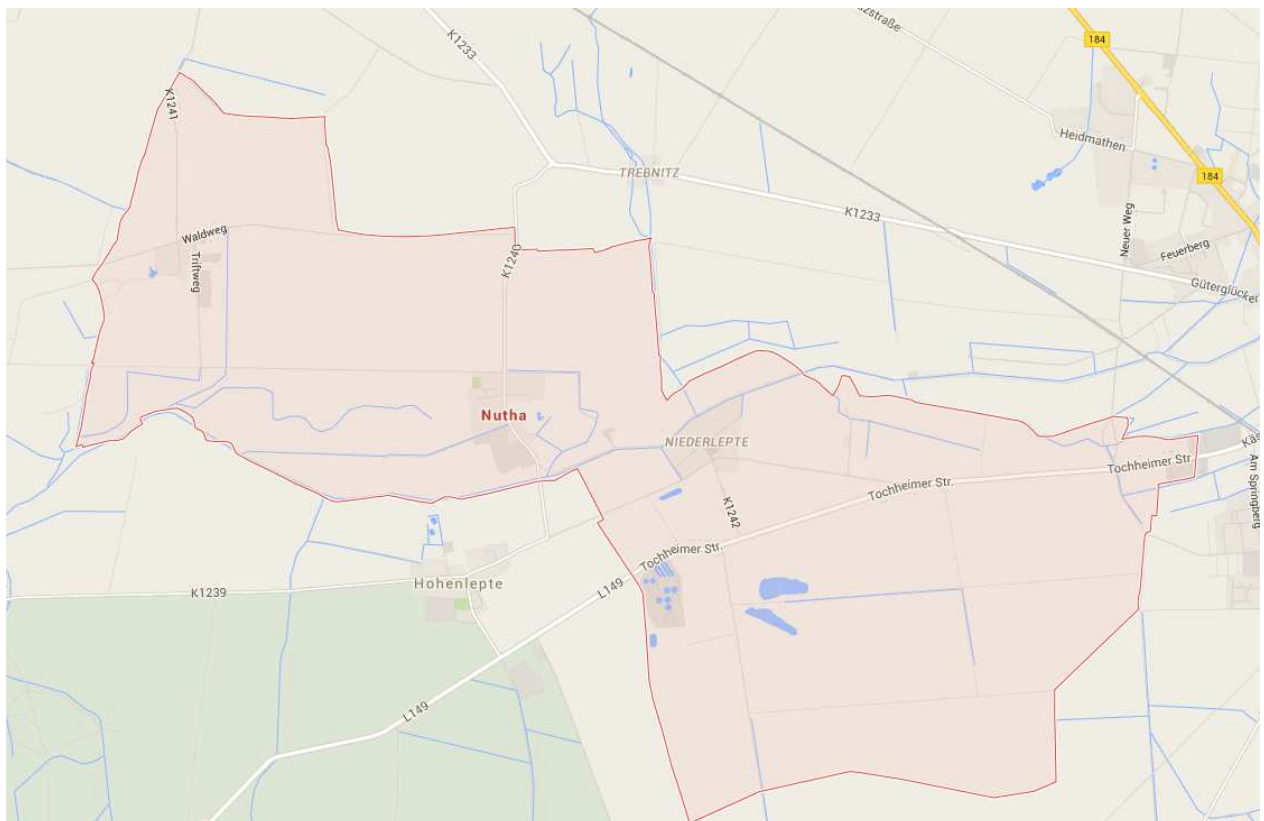 K1233
184
Heidmathen
K1241
TREBNITZ
184
K1233
Neuer Weg
Feuerberg
Waldweg
Triftweg
K1240
Güterglücker
Nutha
NIEDERLEPTE
Tochheimer Str.
Tochheimer Str.
Am Springberg
K1242
Tochheimer Str.
Hohenlepte
L149
K1239
L149